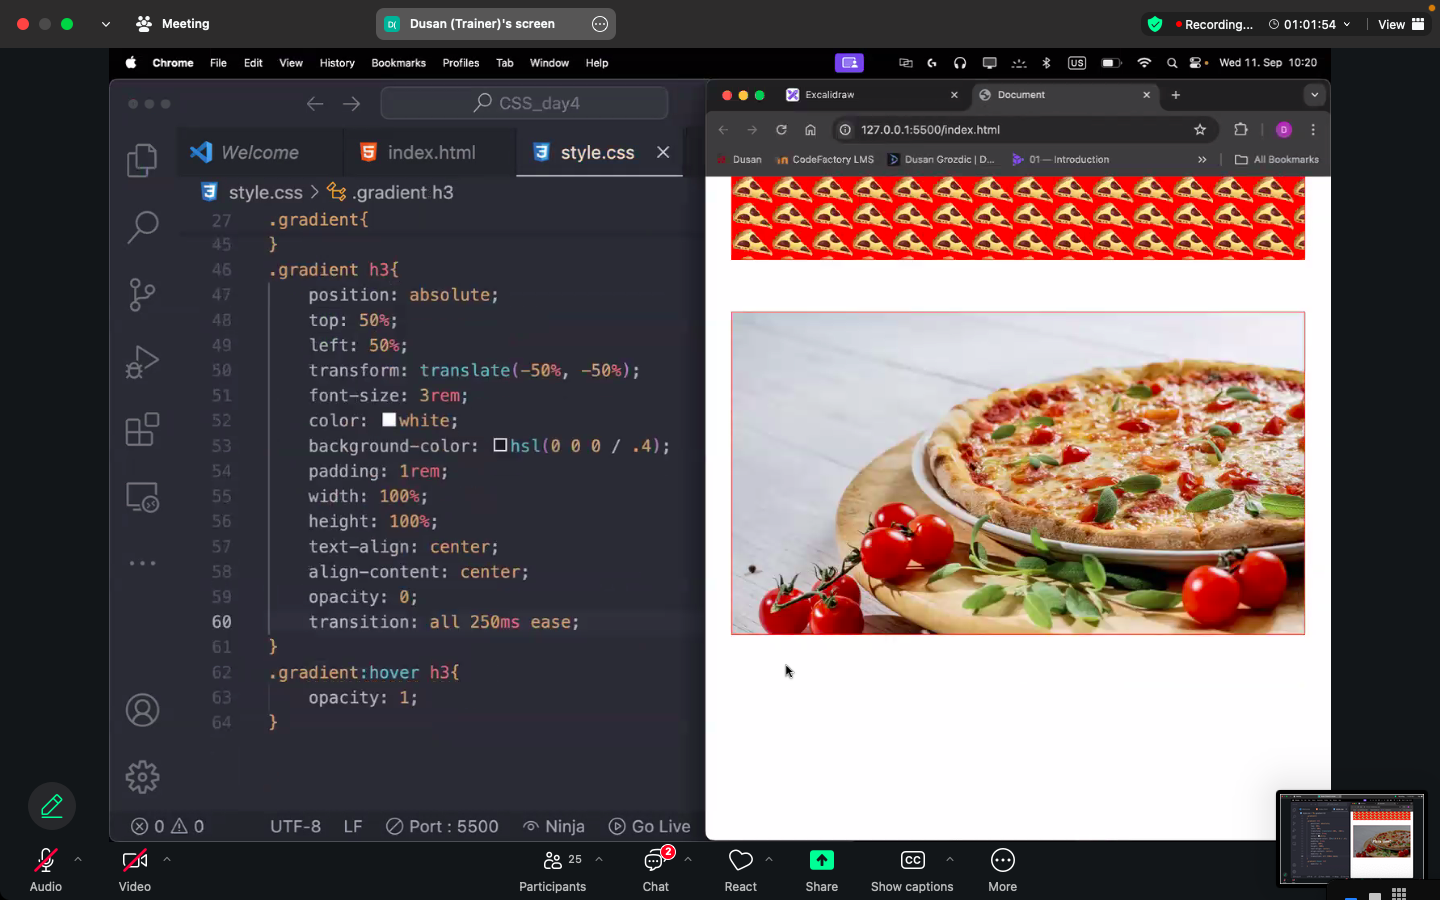 Meeting
D( Dusan (Trainer)'s screen
Recording... 01:01:54 View
Chrome File Edit View History Bookmarks Profiles Tab Window Help US Wed 11. Sep 10:20
CSS_day4
Excalidraw
Document
127.0.0.1:5500/index.html
D
Dusan CodeFactory LMS Dusan Grozdic | D... 01 — Introduction » All Bookmarks
Welcome index.html style.css
style.css > .gradient h3
27 .gradient{
45 }
46 .gradient h3{
47 position: absolute;
48 top: 50%;
49 left: 50%;
50 transform: translate(-50%, -50%);
51 font-size: 3rem;
52 color: white;
53 background-color: hsl(0 0 0 / .4);
54 padding: 1rem;
55 width: 100%;
56 height: 100%;
57 text-align: center;
58 align-content: center;
59 opacity: 0;
60 transition: all 250ms ease;
61 }
62 .gradient:hover h3{
63 opacity: 1;
64 }
0 0 UTF-8 LF Port : 5500 Ninja Go Live
Audio Video Participants 25 Chat 2 React Share CC Show captions More